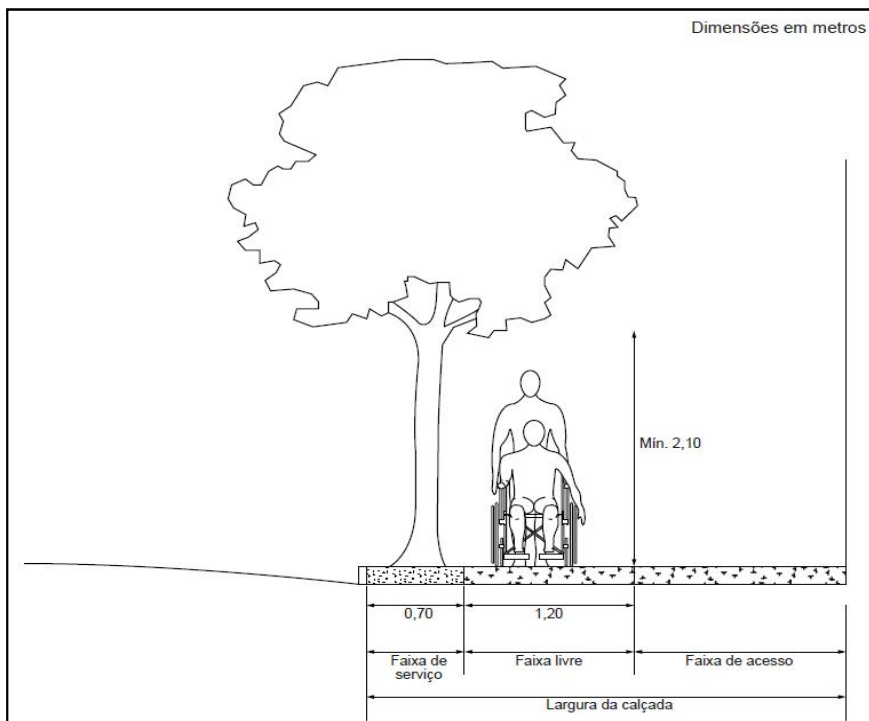 Dimensões em metros
Mín. 2,10
0,70
1,20
Faixa de
serviço
Faixa livre
Faixa de acesso
Largura da calçada